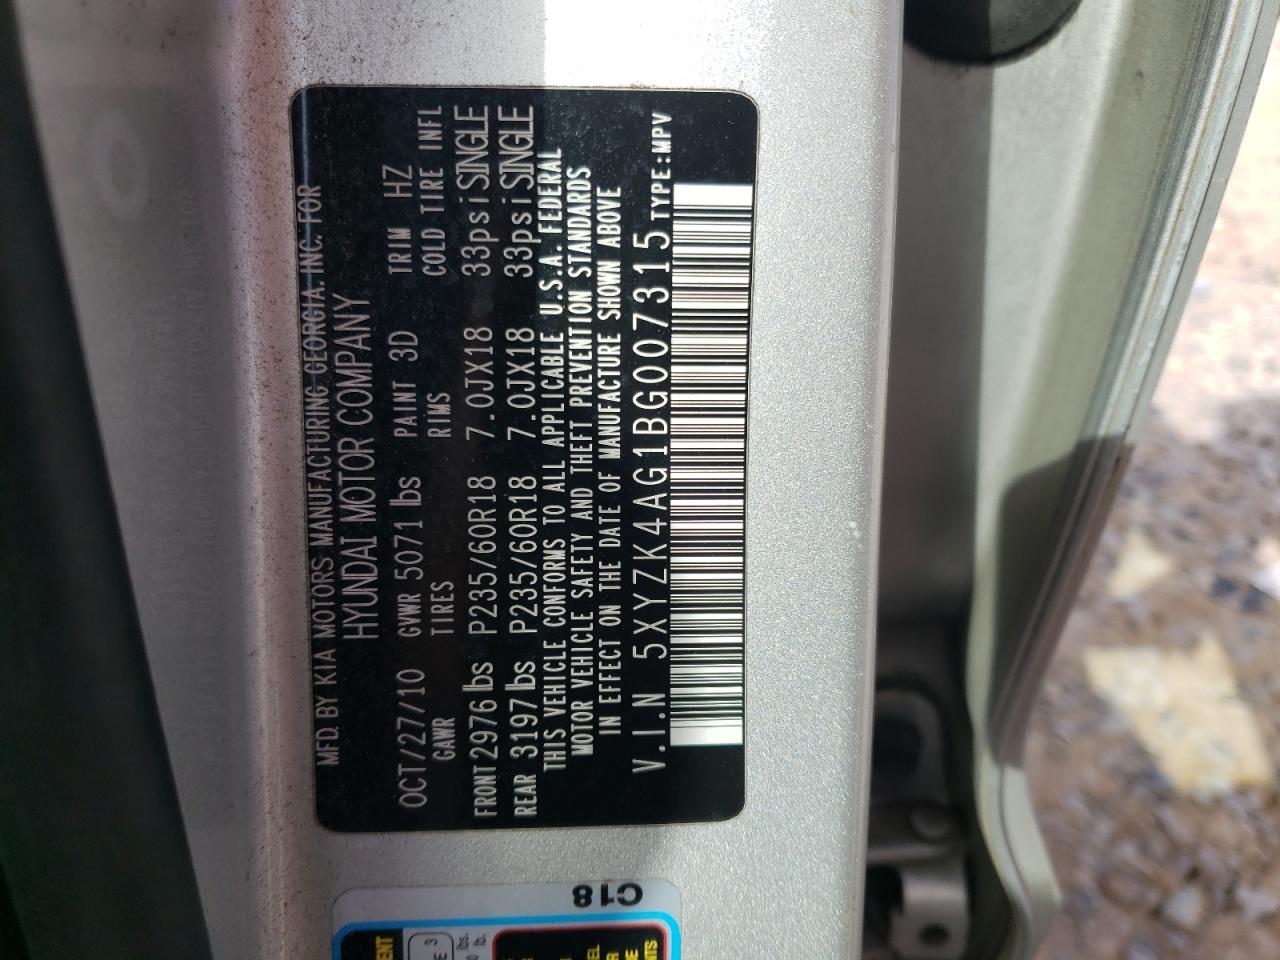 MFD. BY KIA MOTORS MANUFACTURING GEORGIA, INC. FOR
HYUNDAI MOTOR COMPANY
OCT/27/10 GVWR 5071 lbs PAINT 3D TRIM HZ
GAWR TIRES RIMS COLD TIRE INFL
FRONT 2976 lbs P235/60R18 7.0JX18 33psi SINGLE
REAR 3197 lbs P235/60R18 7.0JX18 33psi SINGLE
THIS VEHICLE CONFORMS TO ALL APPLICABLE U.S.A. FEDERAL
MOTOR VEHICLE SAFETY AND THEFT PREVENTION STANDARDS
IN EFFECT ON THE DATE OF MANUFACTURE SHOWN ABOVE
V.I.N 5XYZK4AG1BG007315 TYPE:MPV
C18